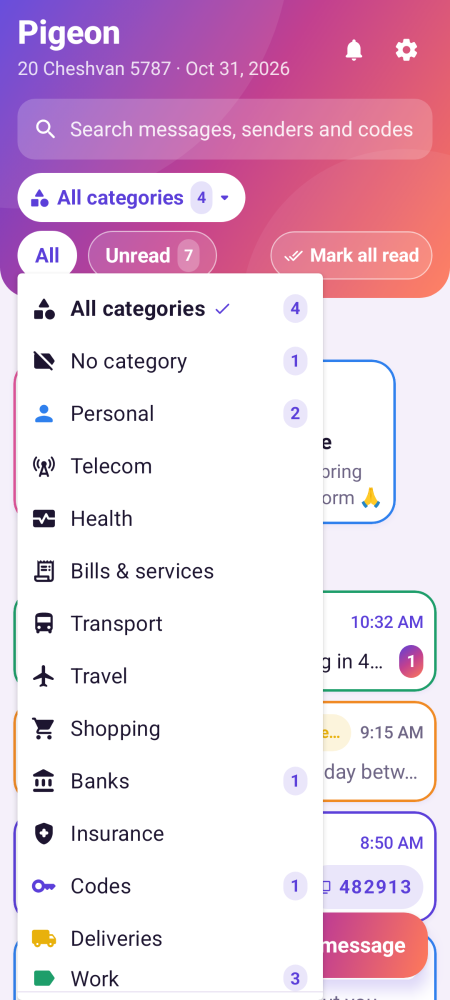 Pigeon
20 Cheshvan 5787 · Oct 31, 2026
Search messages, senders and codes
All categories 4
All
Unread 7
Mark all read
All categories 4
No category 1
Personal 2
Telecom
Health
Bills & services
Transport
Travel
Shopping
Banks 1
Insurance
Codes 1
Deliveries
Work 3
orm 🙏
10:32 AM
g in 4... 1
9:15 AM
day betw...
8:50 AM
482913
message